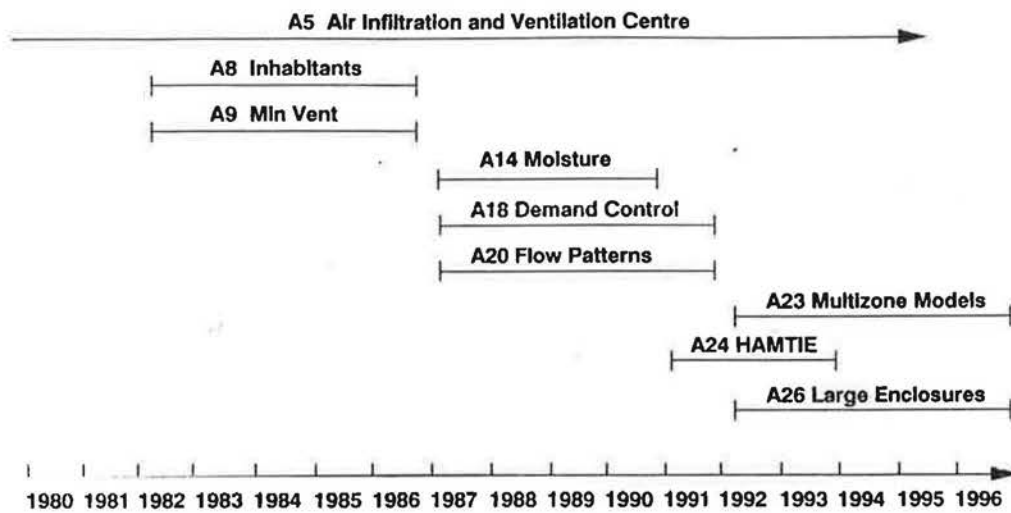 A5 Air Infiltration and Ventilation Centre
A8 Inhabitants
A9 Min Vent
A14 Moisture
A18 Demand Control
A20 Flow Patterns
A23 Multizone Models
A24 HAMTIE
A26 Large Enclosures
1980 1981 1982 1983 1984 1985 1986 1987 1988 1989 1990 1991 1992 1993 1994 1995 1996